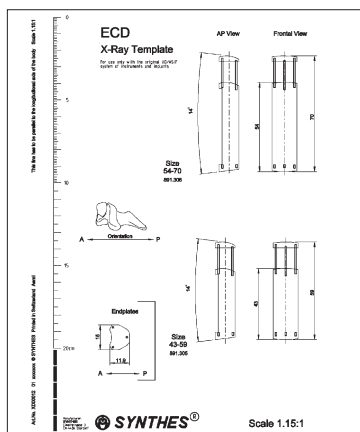 ECD
X-Ray Template
For use only with the original AO/ASIF
system of instruments and implants
AP View
Frontal View
This line has to be parallel to the longitudinal axis of the body Scale 1.15:1
0
5
10
15
20cm
14°
54
70
Size
54-70
891.306
Orientation
A
P
14°
43
59
Size
43-59
891.305
Endplates
15
11.9
A
P
SYNTHES®
Scale 1.15:1